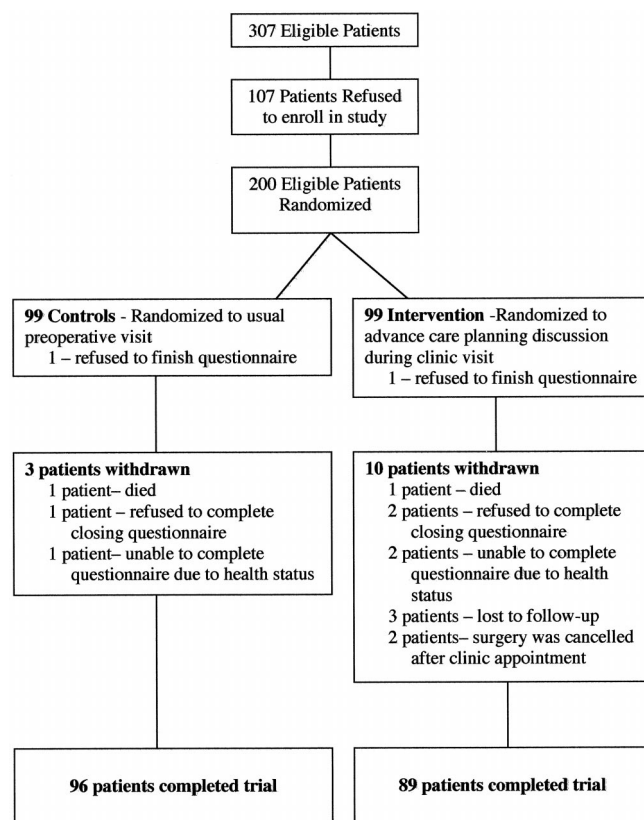 307 Eligible Patients
107 Patients Refused
to enroll in study
200 Eligible Patients
Randomized
99 Controls - Randomized to usual
preoperative visit
1 – refused to finish questionnaire
99 Intervention -Randomized to
advance care planning discussion
during clinic visit
1 – refused to finish questionnaire
3 patients withdrawn
1 patient– died
1 patient – refused to complete
closing questionnaire
1 patient– unable to complete
questionnaire due to health status
10 patients withdrawn
1 patient – died
2 patients – refused to complete
closing questionnaire
2 patients – unable to complete
questionnaire due to health
status
3 patients – lost to follow-up
2 patients– surgery was cancelled
after clinic appointment
96 patients completed trial
89 patients completed trial